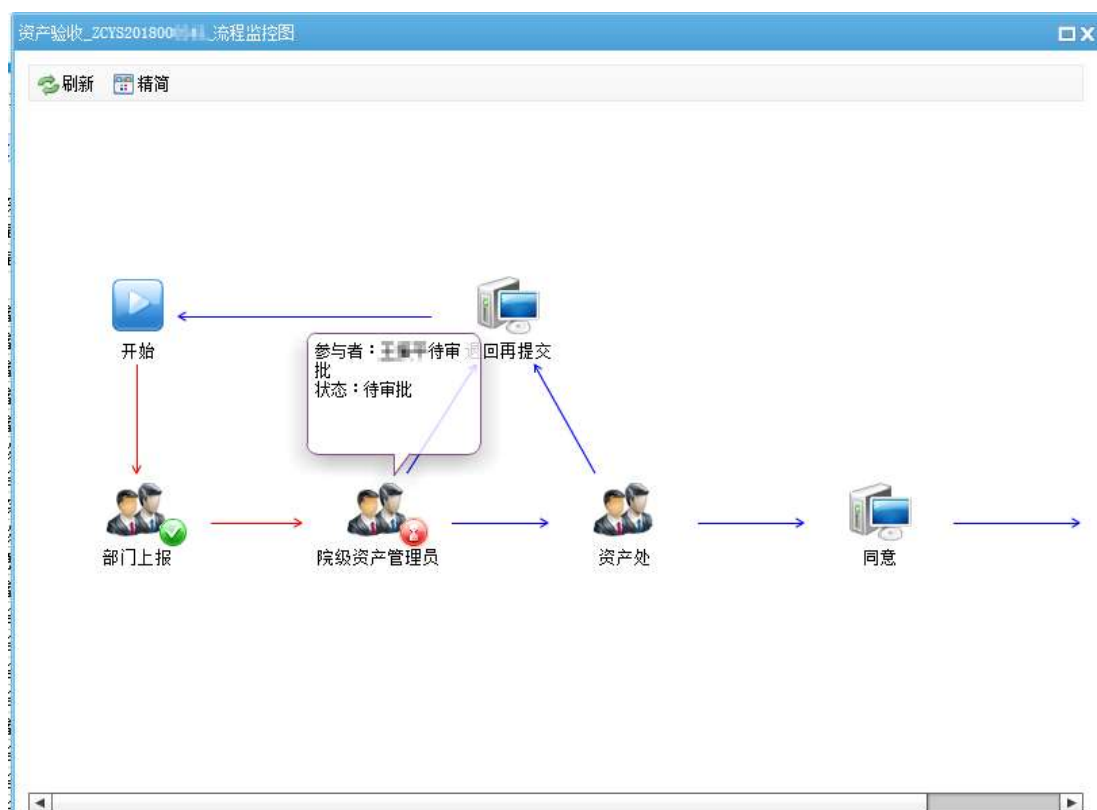 资产验收_ZCYS201800 _流程监控图
刷新 精简
开始
退回再提交
参与者： 待审
批
状态：待审批
部门上报
院级资产管理员
资产处
同意